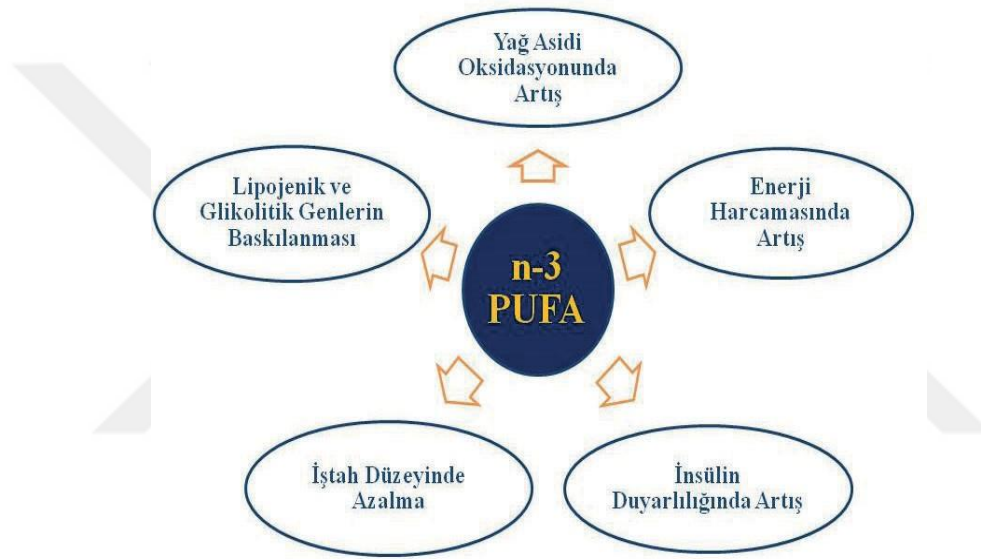 Yağ Asidi
Oksidasyonunda
Artış
Lipojenik ve
Glikolitik Genlerin
Baskılanması
Enerji
Harcamasında
Artış
n-3
PUFA
İştah Düzeyinde
Azalma
İnsülin
Duyarlılığında Artış